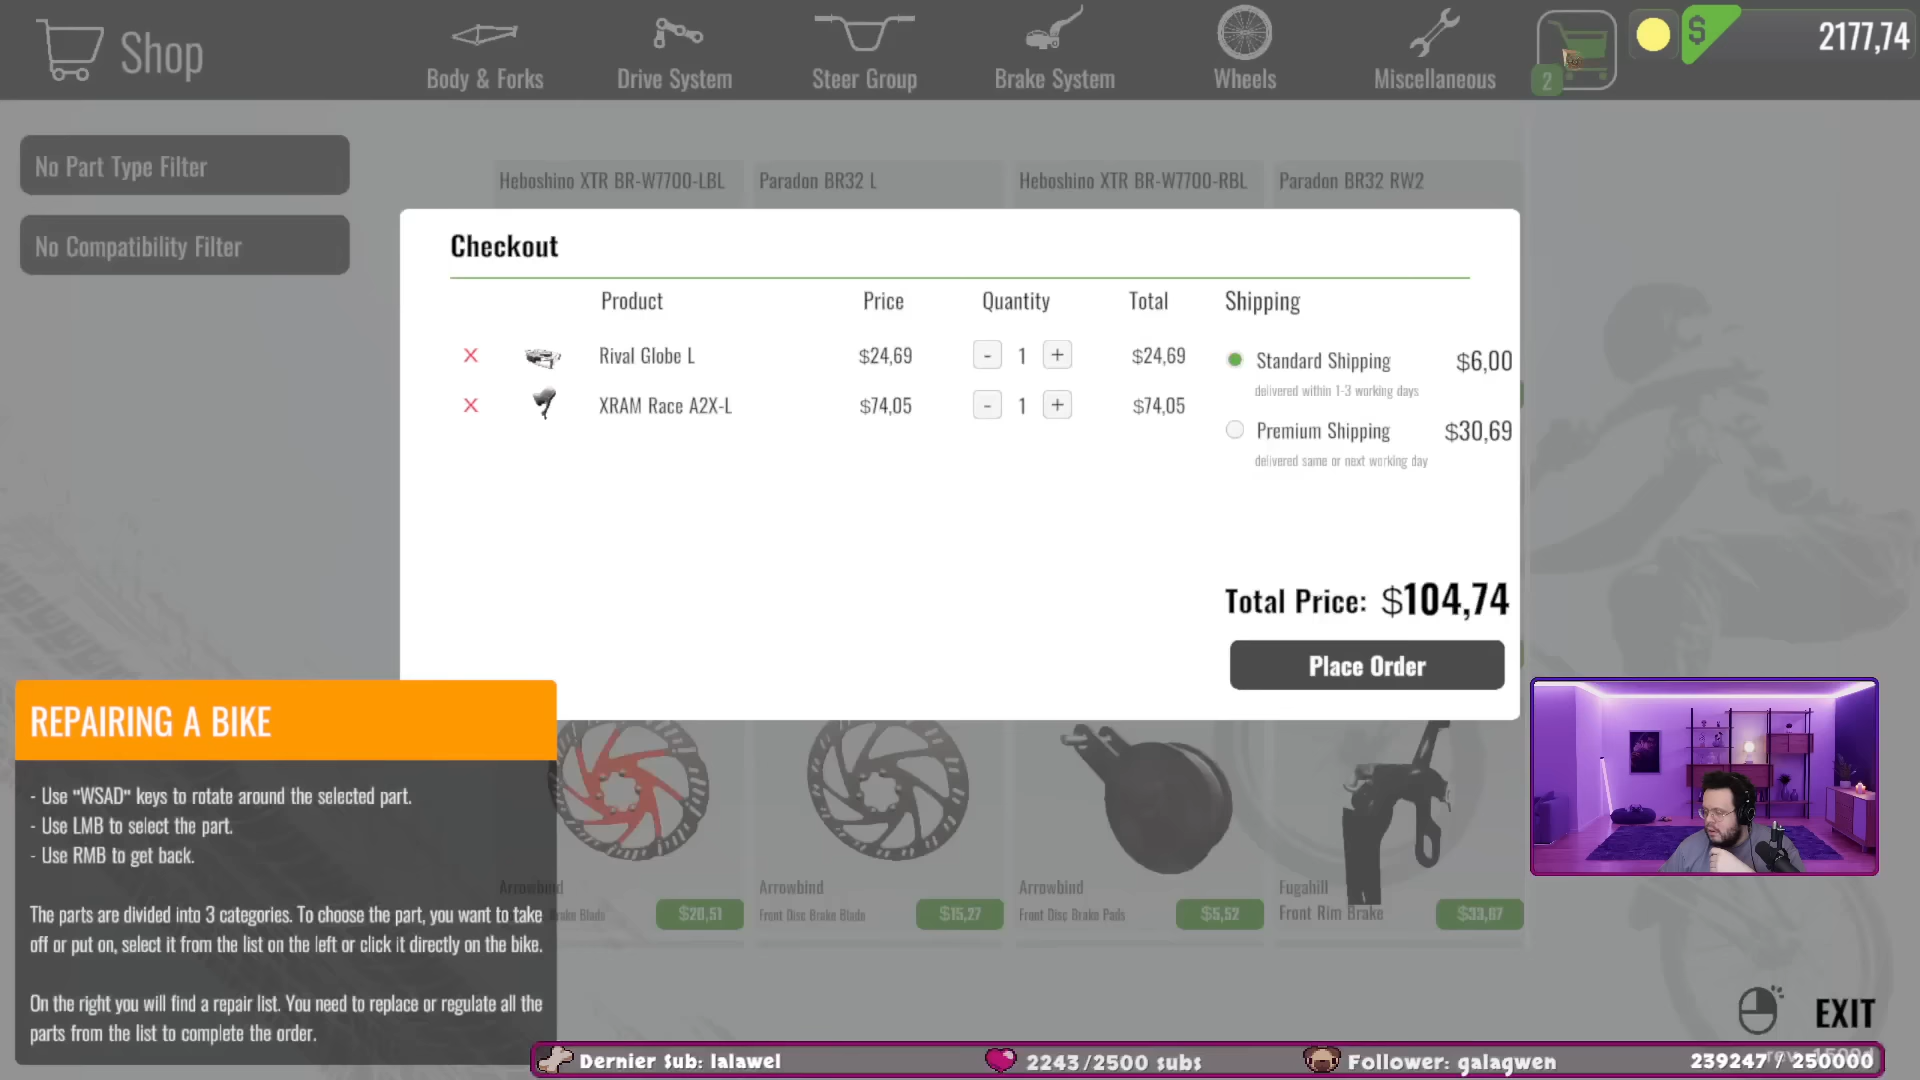 Shop
Body & Forks
Drive System
Steer Group
Brake System
Wheels
Miscellaneous
2
$
2177,74
No Part Type Filter
No Compatibility Filter
Heboshino XTR BR-W7700-LBL
Paradon BR32 L
Heboshino XTR BR-W7700-RBL
Paradon BR32 RW2
Checkout
Product
Price
Quantity
Total
Shipping
X
Rival Globe L
$24,69
-
1
+
$24,69
X
XRAM Race A2X-L
$74,05
-
1
+
$74,05
Standard Shipping
$6,00
delivered within 1-3 working days
Premium Shipping
$30,69
delivered same or next working day
Total Price: $104,74
Place Order
REPAIRING A BIKE
- Use "WSAD" keys to rotate around the selected part.
- Use LMB to select the part.
- Use RMB to get back.
The parts are divided into 3 categories. To choose the part, you want to take
off or put on, select it from the list on the left or click it directly on the bike.
On the right you will find a repair list. You need to replace or regulate all the
parts from the list to complete the order.
Arrowbind
Brake Blade
$20,51
Arrowbind
Front Disc Brake Blade
$15,27
Arrowbind
Front Disc Brake Pads
$5,52
Fugahill
Front Rim Brake
$33,67
EXIT
Dernier Sub: lalawel
2243/2500 subs
Follower: galagwen
239247 / 250000